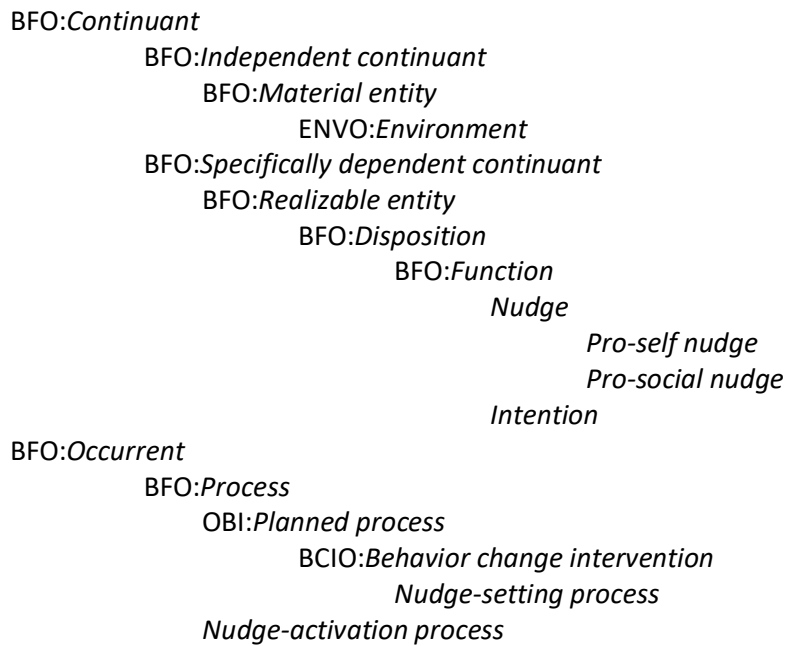 BFO:Continuant
BFO:Independent continuant
BFO:Material entity
ENVO:Environment
BFO:Specifically dependent continuant
BFO:Realizable entity
BFO:Disposition
BFO:Function
Nudge
Pro-self nudge
Pro-social nudge
Intention
BFO:Occurrent
BFO:Process
OBI:Planned process
BCIO:Behavior change intervention
Nudge-setting process
Nudge-activation process